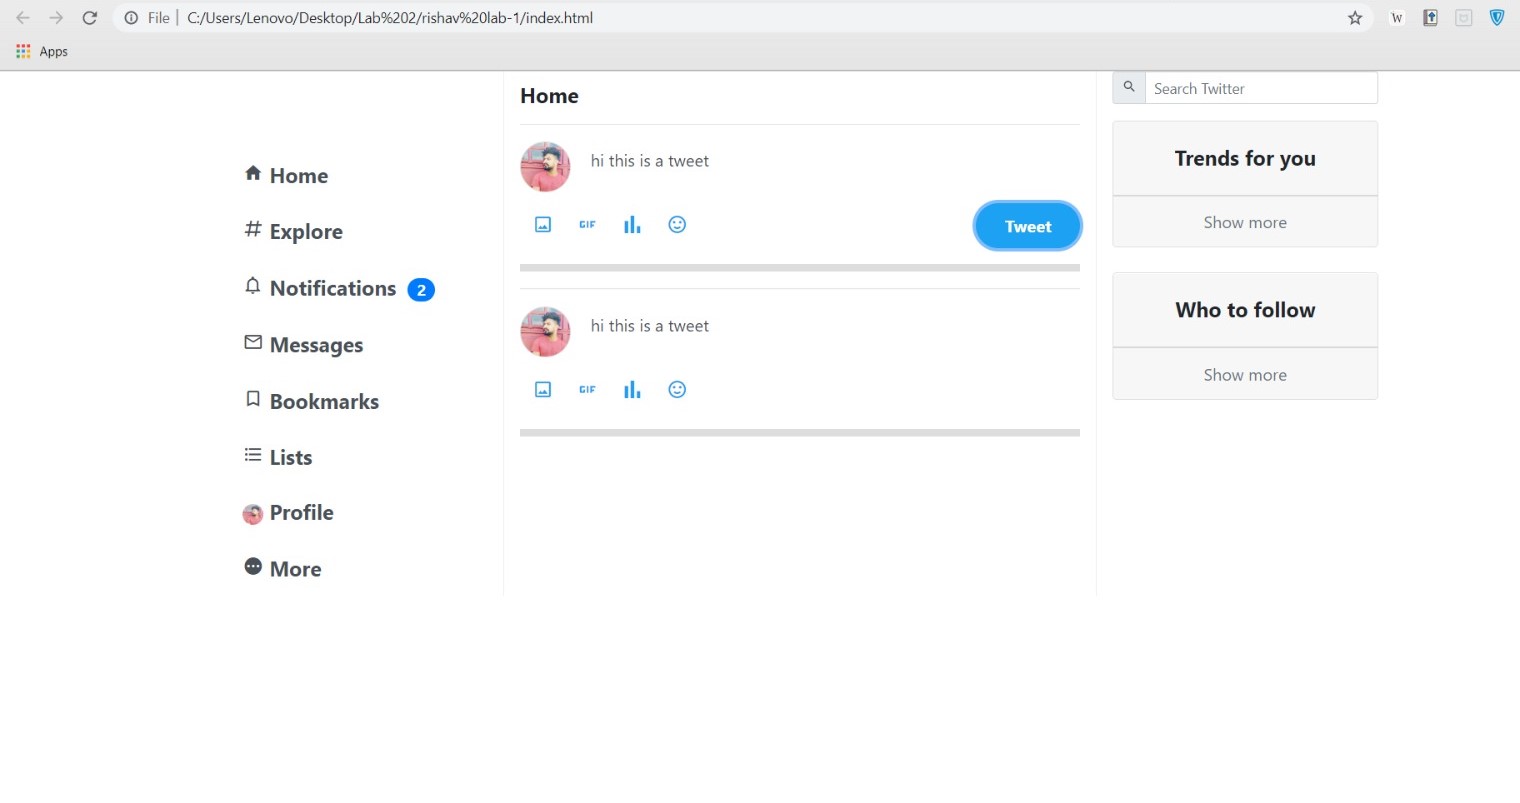 File | C:/Users/Lenovo/Desktop/Lab%202/rishav%20lab-1/index.html
W
Apps
Home
Explore
Notifications 2
Messages
Bookmarks
Lists
Profile
More
Home
hi this is a tweet
GIF
Tweet
hi this is a tweet
GIF
Search Twitter
Trends for you
Show more
Who to follow
Show more